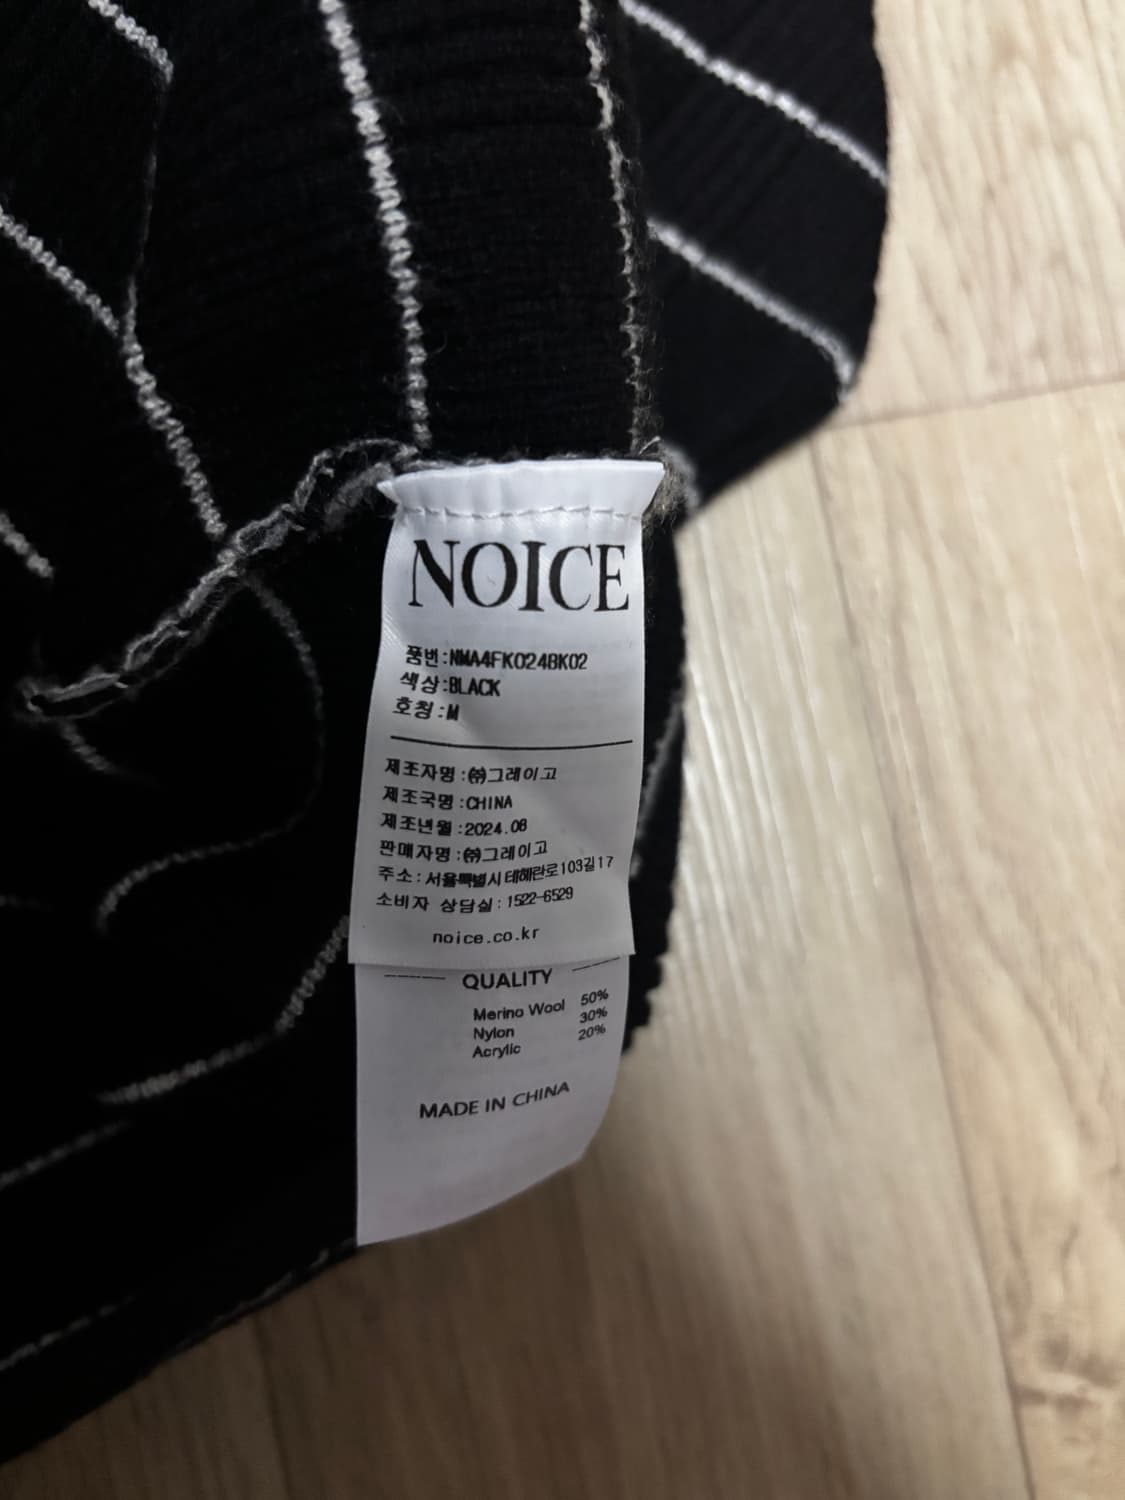 NOICE
품번:NMA4FK024BK02
색상:BLACK
호칭:M
제조자명:㈜그레이고
제조국명:CHINA
제조년월:2024.08
판매자명:㈜그레이고
주소:서울특별시 테헤란로103길17
소비자 상담실:1522-6529
noice.co.kr
QUALITY
Merino Wool 50%
Nylon 30%
Acrylic 20%
MADE IN CHINA